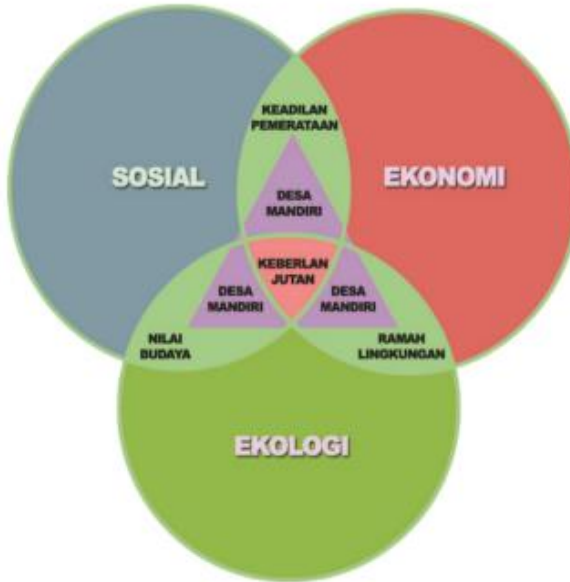 KEADILAN
PEMERATAAN
SOSIAL
EKONOMI
DESA
MANDIRI
KEBERLAN
JUTAN
DESA
MANDIRI
DESA
MANDIRI
NILAI
BUDAYA
RAMAH
LINGKUNGAN
EKOLOGI